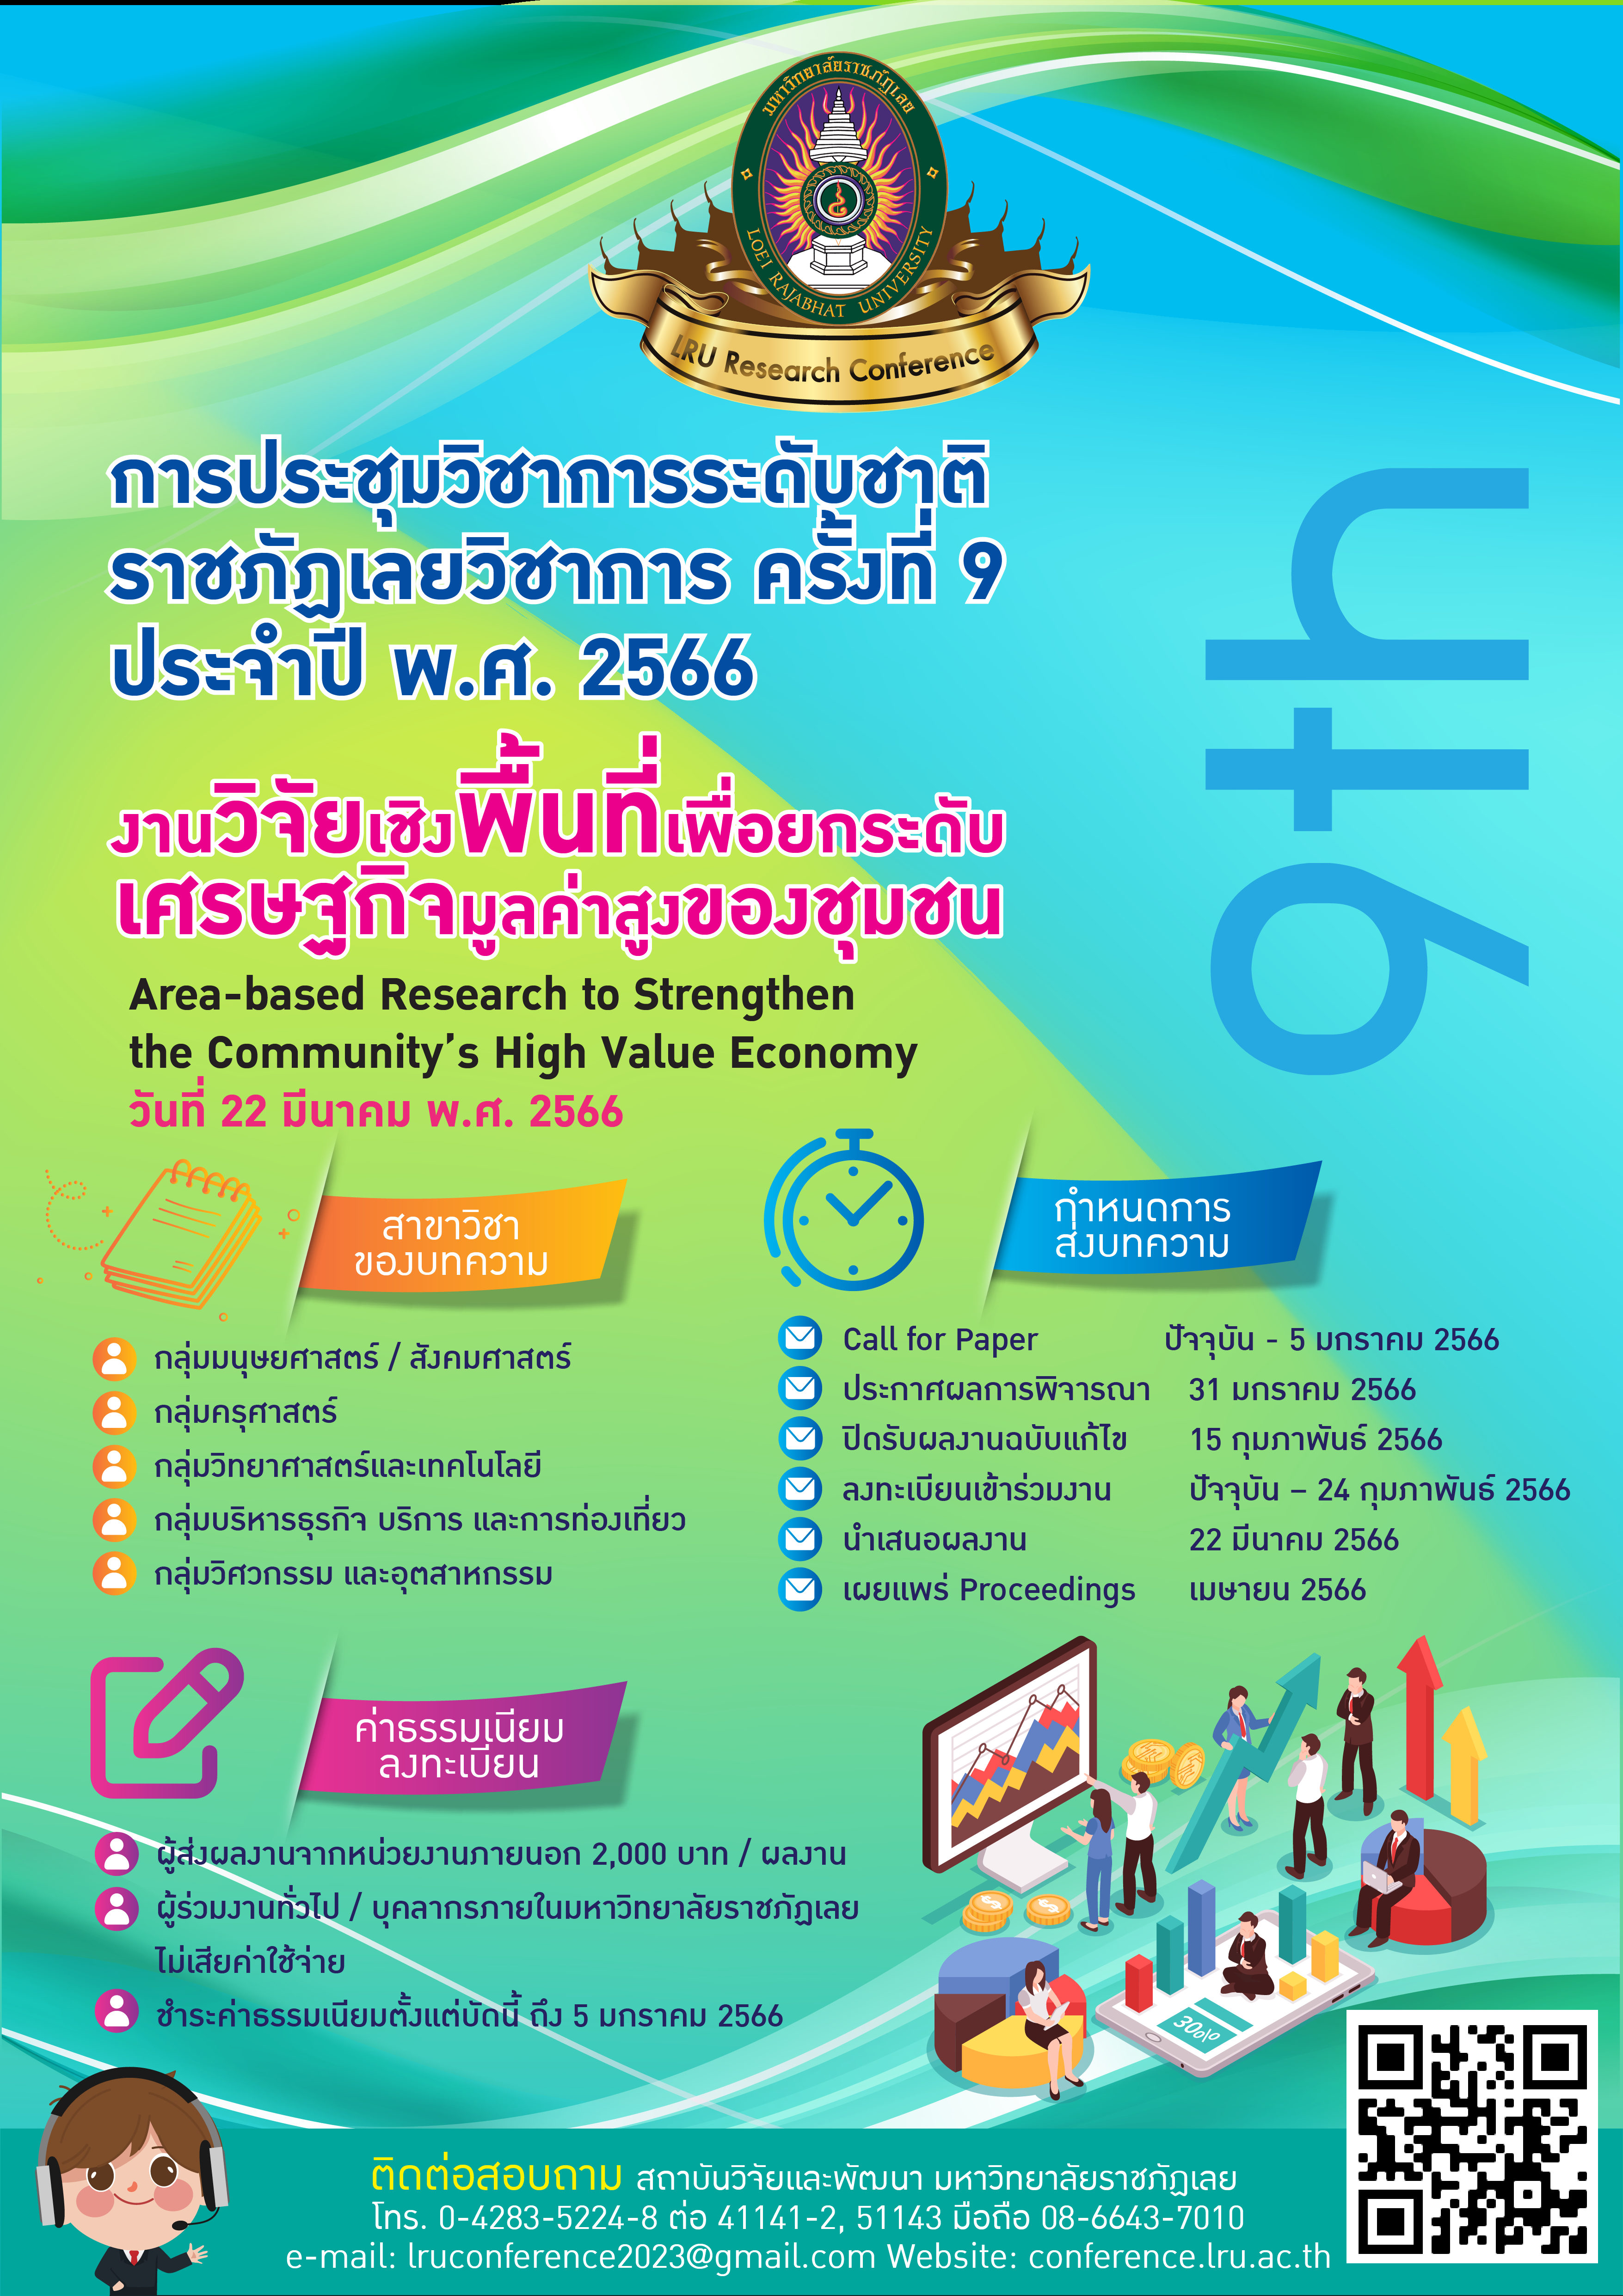 มหาวิทยาลัยราชภัฏเลย
LOEI RAJABHAT UNIVERSITY
LRU Research Conference
การประชุมวิชาการระดับชาติ
ราชภัฏเลยวิชาการ ครั้งที่ 9
ประจำปี พ.ศ. 2566
9th
งานวิจัยเชิงพื้นที่เพื่อยกระดับ
เศรษฐกิจมูลค่าสูงของชุมชน
Area-based Research to Strengthen
the Community’s High Value Economy
วันที่ 22 มีนาคม พ.ศ. 2566
สาขาวิชา
ของบทความ
กลุ่มมนุษยศาสตร์ / สังคมศาสตร์
กลุ่มครุศาสตร์
กลุ่มวิทยาศาสตร์และเทคโนโลยี
กลุ่มบริหารธุรกิจ บริการ และการท่องเที่ยว
กลุ่มวิศวกรรม และอุตสาหกรรม
กำหนดการ
ส่งบทความ
Call for Paper ปัจจุบัน - 5 มกราคม 2566
ประกาศผลการพิจารณา 31 มกราคม 2566
ปิดรับผลงานฉบับแก้ไข 15 กุมภาพันธ์ 2566
ลงทะเบียนเข้าร่วมงาน ปัจจุบัน – 24 กุมภาพันธ์ 2566
นำเสนอผลงาน 22 มีนาคม 2566
เผยแพร่ Proceedings เมษายน 2566
ค่าธรรมเนียม
ลงทะเบียน
ผู้ส่งผลงานจากหน่วยงานภายนอก 2,000 บาท / ผลงาน
ผู้ร่วมงานทั่วไป / บุคลากรภายในมหาวิทยาลัยราชภัฏเลย
ไม่เสียค่าใช้จ่าย
ชำระค่าธรรมเนียมตั้งแต่บัดนี้ ถึง 5 มกราคม 2566
30%
ติดต่อสอบถาม สถาบันวิจัยและพัฒนา มหาวิทยาลัยราชภัฏเลย
โทร. 0-4283-5224-8 ต่อ 41141-2, 51143 มือถือ 08-6643-7010
e-mail: lruconference2023@gmail.com Website: conference.lru.ac.th